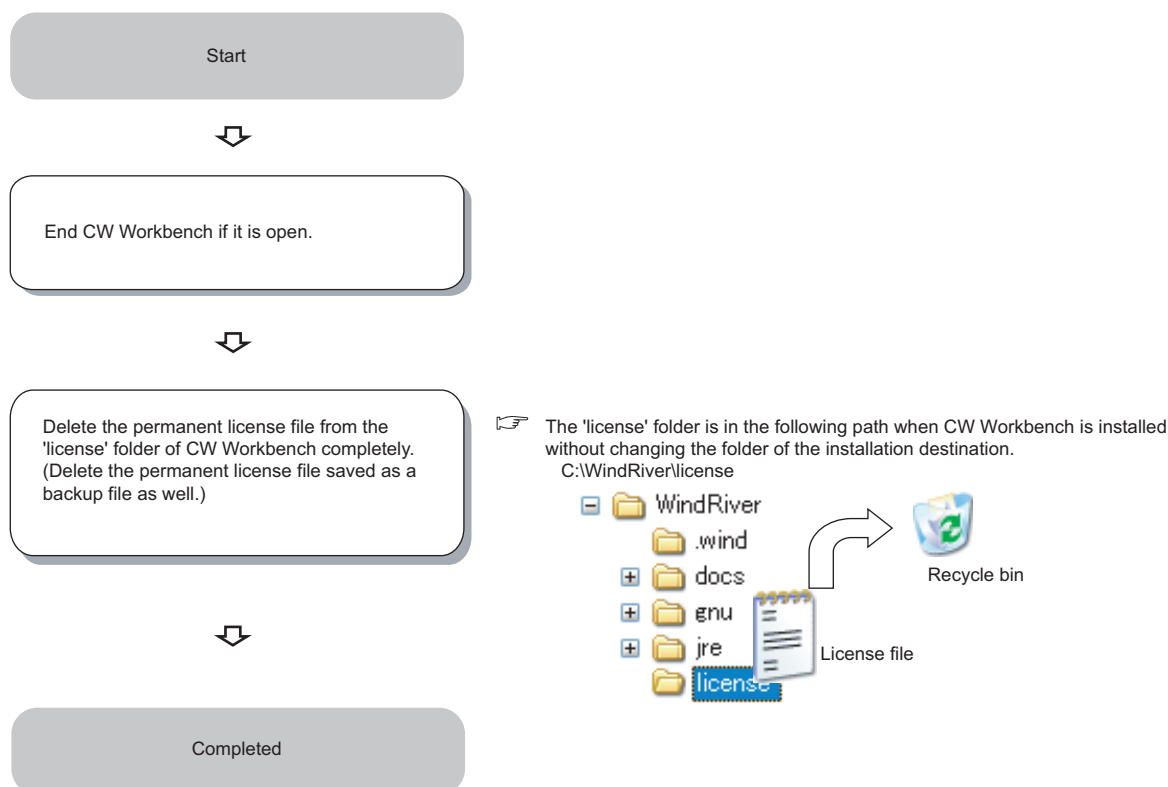 Start
End CW Workbench if it is open.
Delete the permanent license file from the
'license' folder of CW Workbench completely.
(Delete the permanent license file saved as a
backup file as well.)
The 'license' folder is in the following path when CW Workbench is installed
without changing the folder of the installation destination.
C:\WindRiver\license
WindRiver
.wind
docs
gnu
jre
license
License file
Recycle bin
Completed